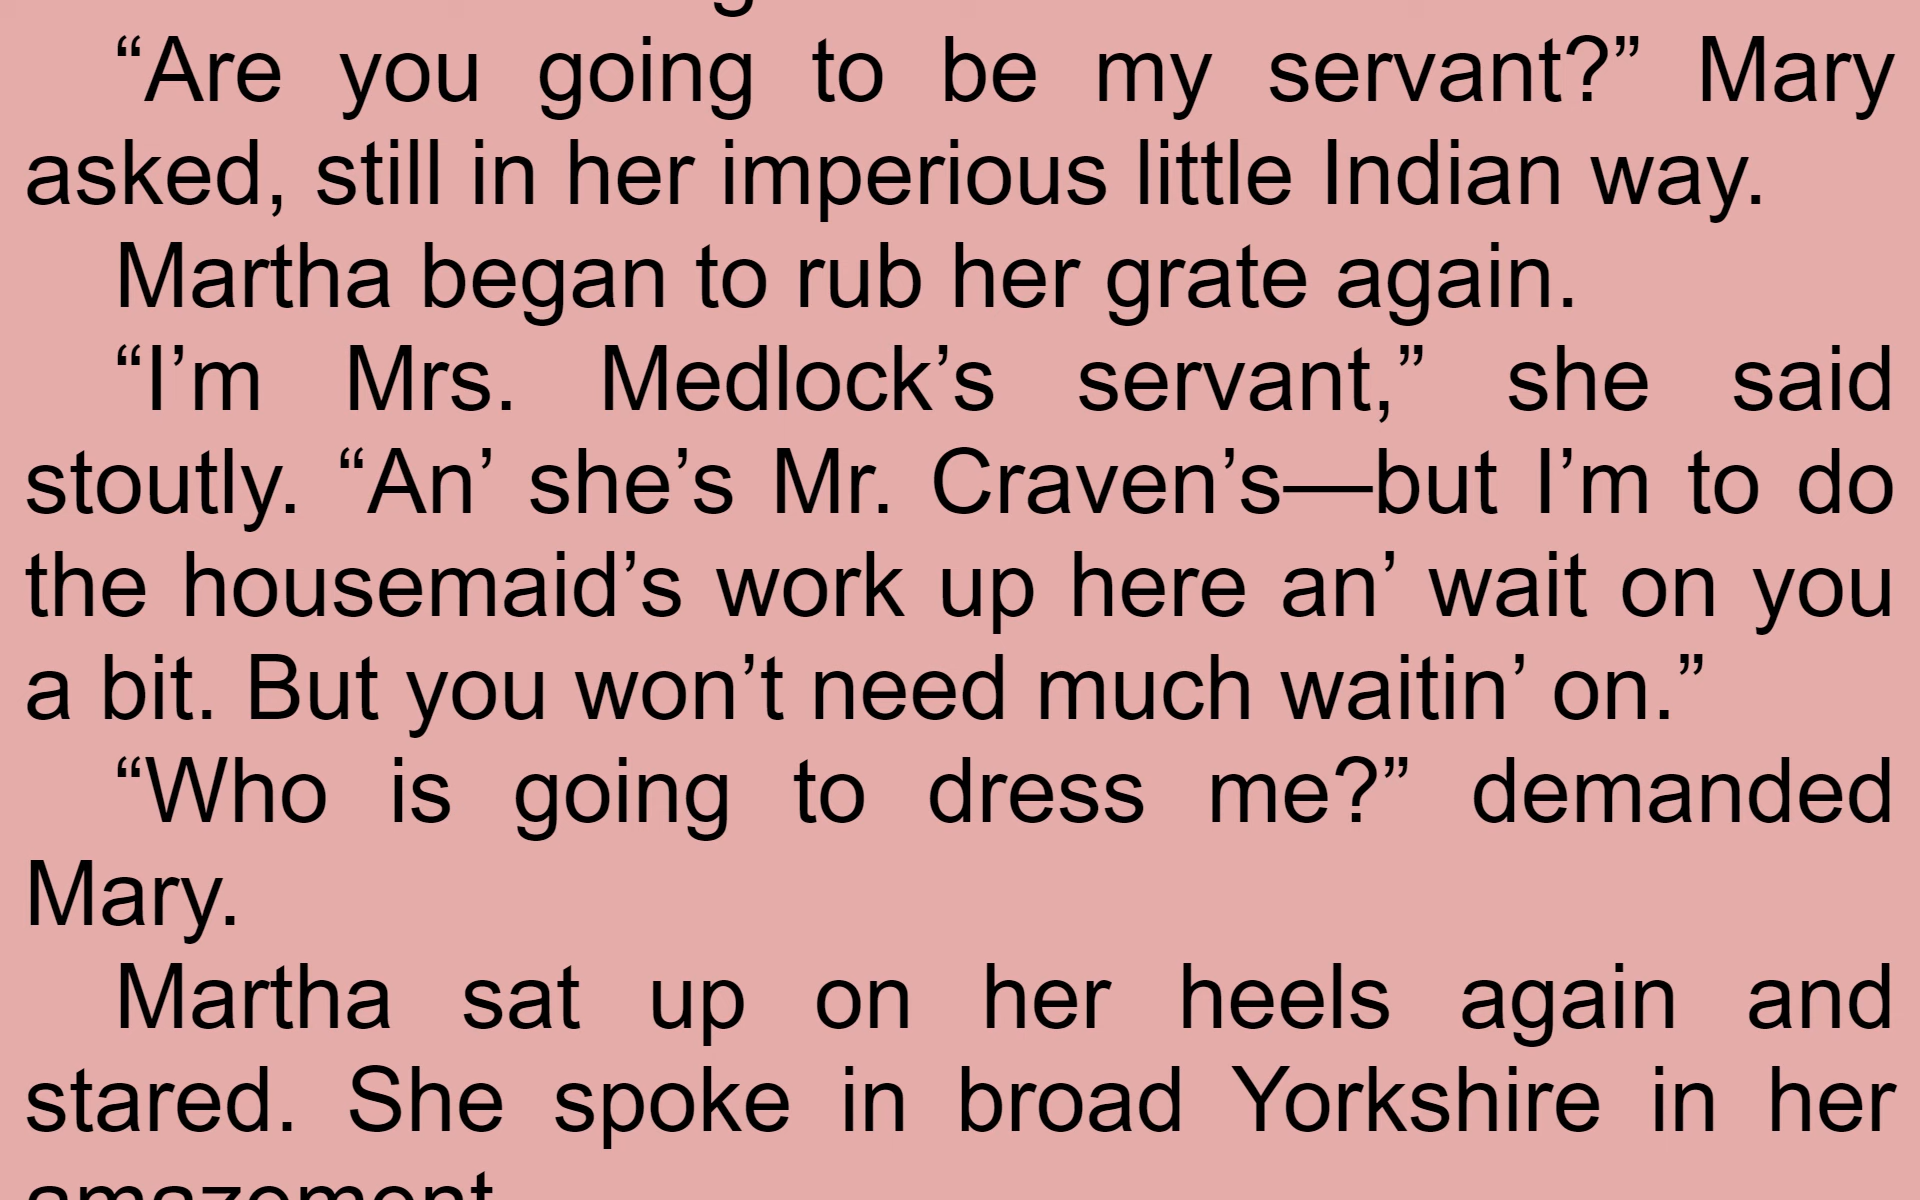 “Are you going to be my servant?” Mary
asked, still in her imperious little Indian way.
Martha began to rub her grate again.
“I’m Mrs. Medlock’s servant,” she said
stoutly. “An’ she’s Mr. Craven’s—but I’m to do
the housemaid’s work up here an’ wait on you
a bit. But you won’t need much waitin’ on.”
“Who is going to dress me?” demanded
Mary.
Martha sat up on her heels again and
stared. She spoke in broad Yorkshire in her
amazement.